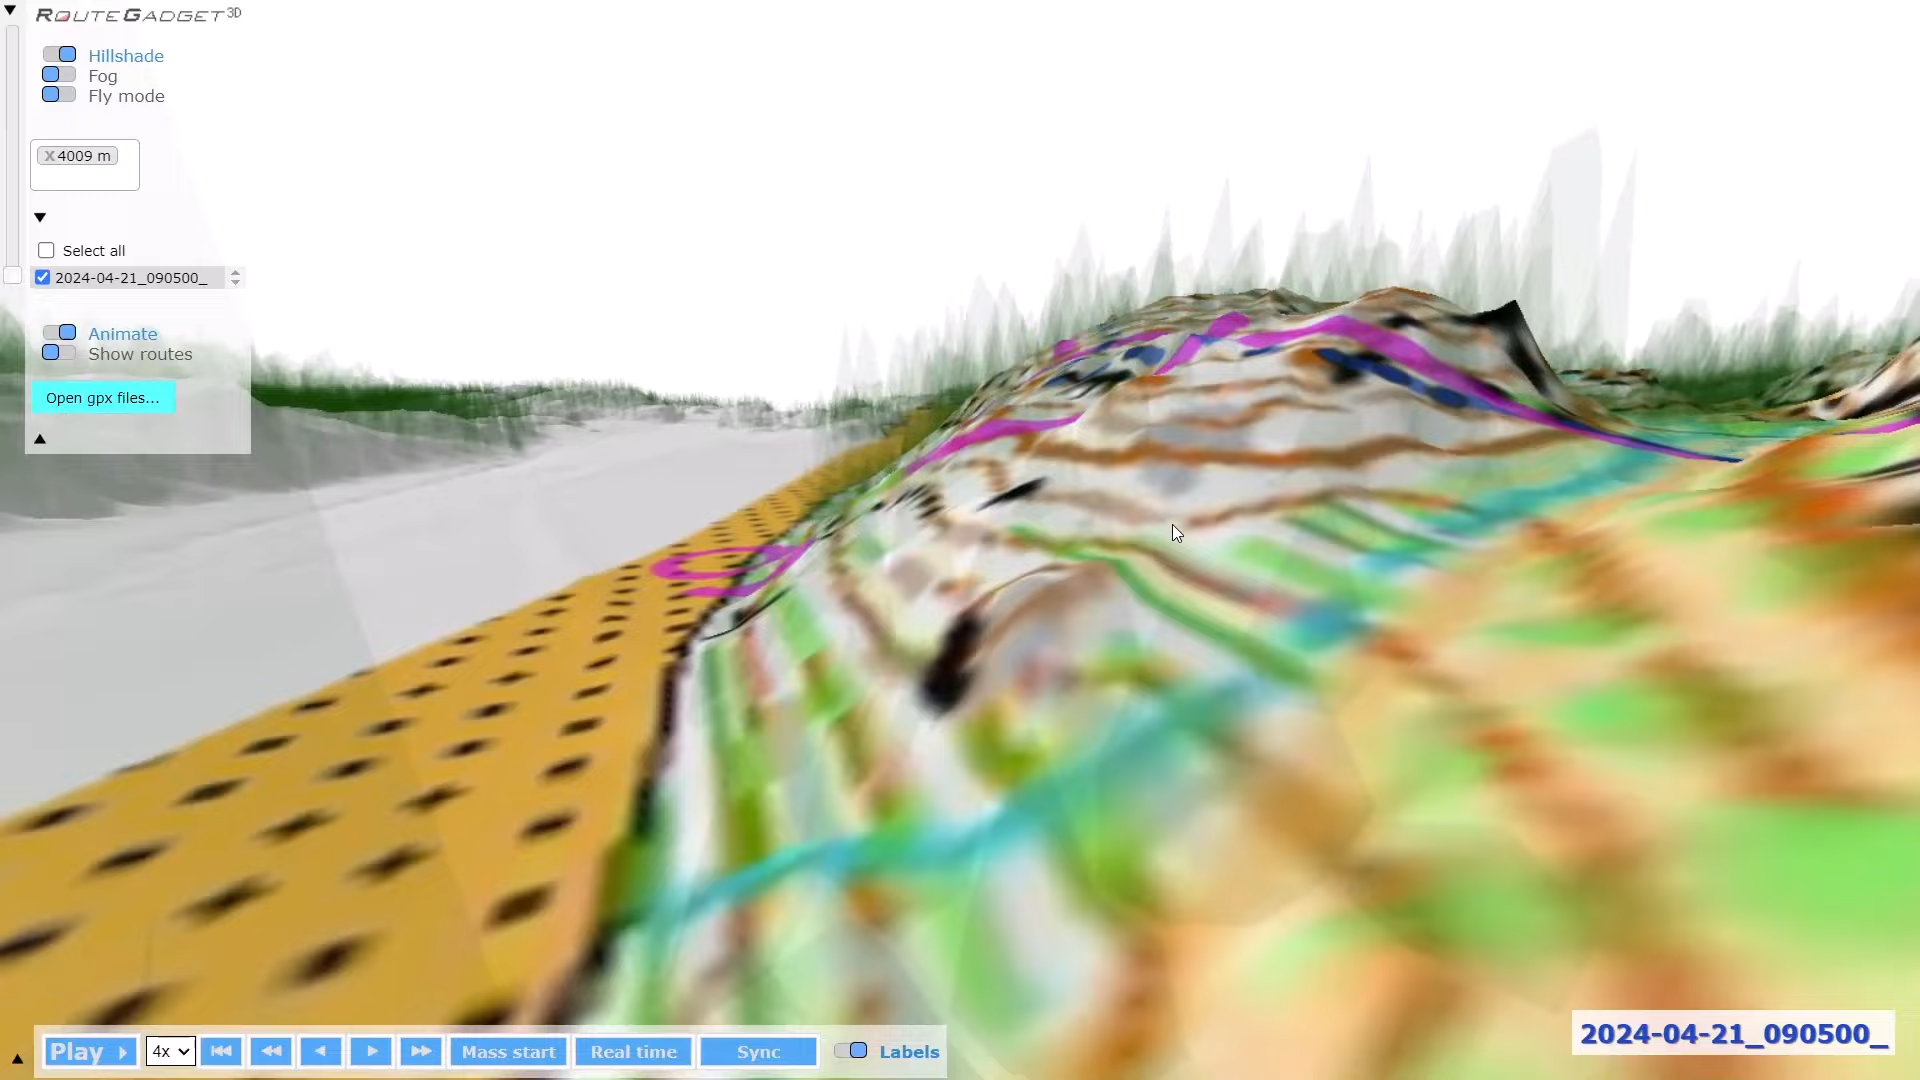 ROUTEGADGET3D
Hillshade
Fog
Fly mode
X 4009 m
Select all
2024-04-21_090500_
Animate
Show routes
Open gpx files...
Play
4x
Mass start
Real time
Sync
Labels
2024-04-21_090500_